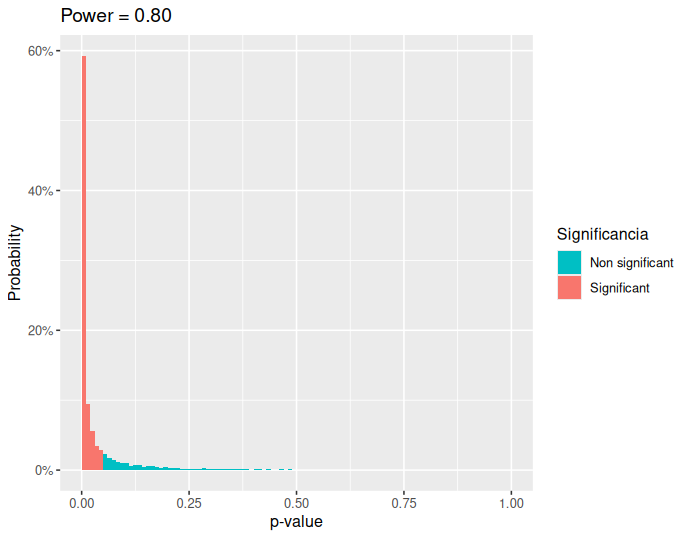 Power = 0.80
Probability
60%
40%
20%
0%
0.00
0.25
0.50
0.75
1.00
p-value
Significancia
Non significant
Significant